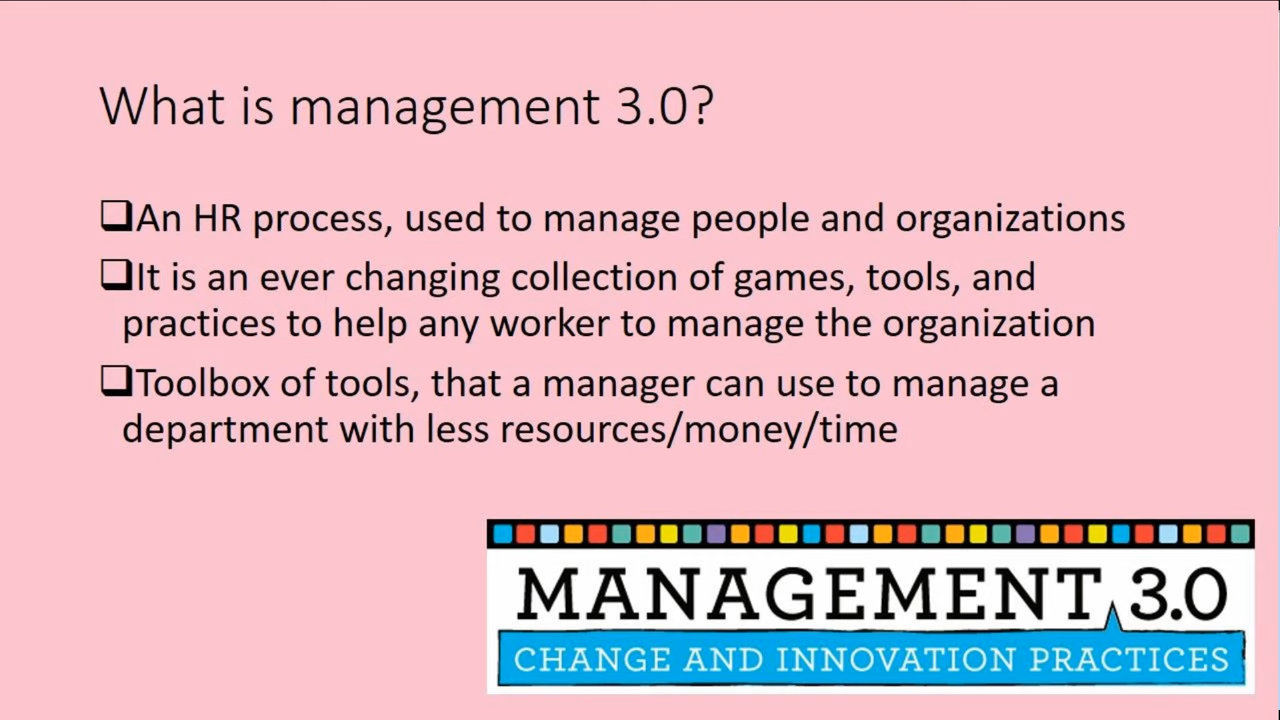 What is management 3.0?
❑An HR process, used to manage people and organizations
❑It is an ever changing collection of games, tools, and
practices to help any worker to manage the organization
❑Toolbox of tools, that a manager can use to manage a
department with less resources/money/time
MANAGEMENT 3.0
CHANGE AND INNOVATION PRACTICES